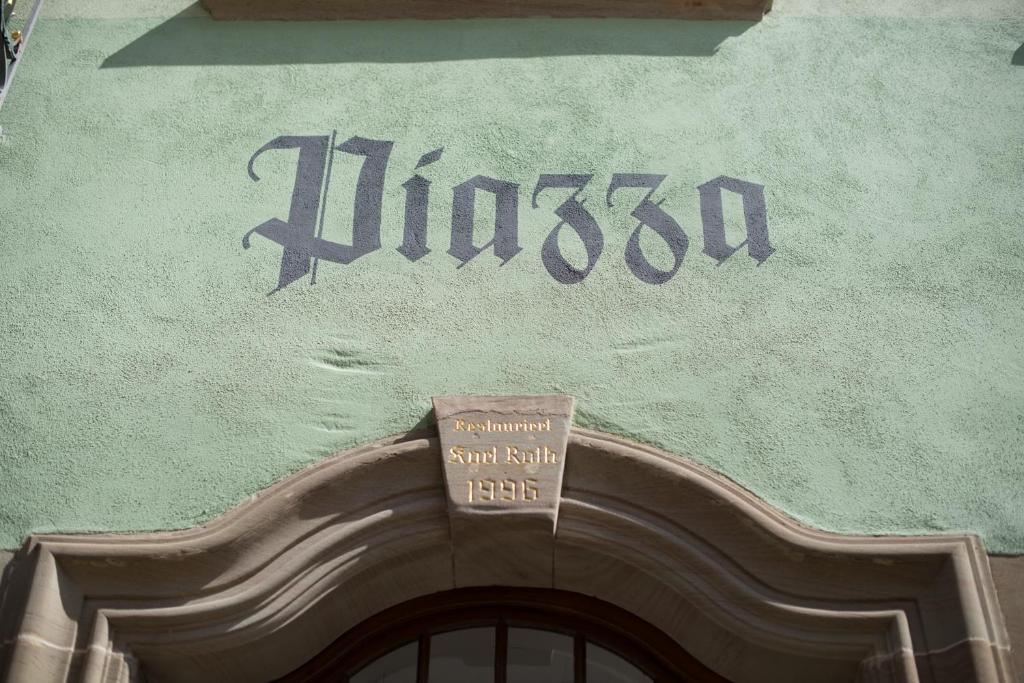 Piazza
Restauriert
Karl Roth
1996